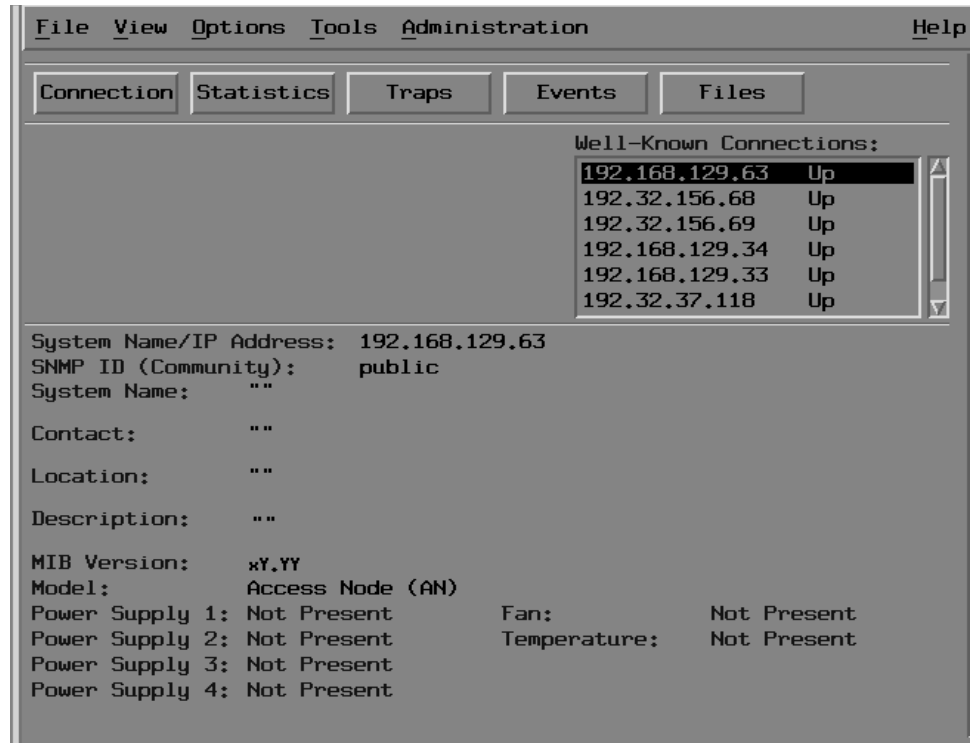 File View Options Tools Administration Help
Connection Statistics Traps Events Files
Well-Known Connections:
192.168.129.63 Up
192.32.156.68 Up
192.32.156.69 Up
192.168.129.34 Up
192.168.129.33 Up
192.32.37.118 Up
System Name/IP Address: 192.168.129.63
SNMP ID (Community): public
System Name: ""
Contact: ""
Location: ""
Description: ""
MIB Version: xY.YY
Model: Access Node (AN)
Power Supply 1: Not Present Fan: Not Present
Power Supply 2: Not Present Temperature: Not Present
Power Supply 3: Not Present
Power Supply 4: Not Present